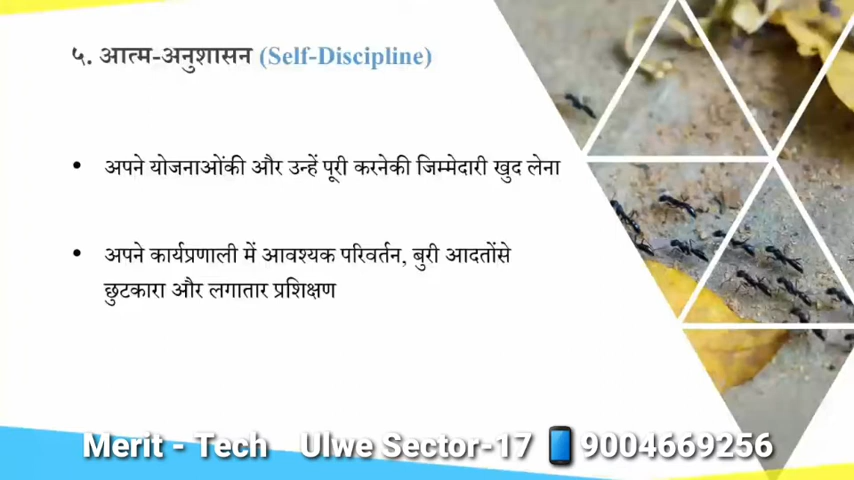 ५. आत्म-अनुशासन (Self-Discipline)
• अपने योजनाओंकी और उन्हें पूरी करनेकी जिम्मेदारी खुद लेना
• अपने कार्यप्रणाली में आवश्यक परिवर्तन, बुरी आदतोंसे
छुटकारा और लगातार प्रशिक्षण
Merit - Tech Ulwe Sector-17 📱9004669256